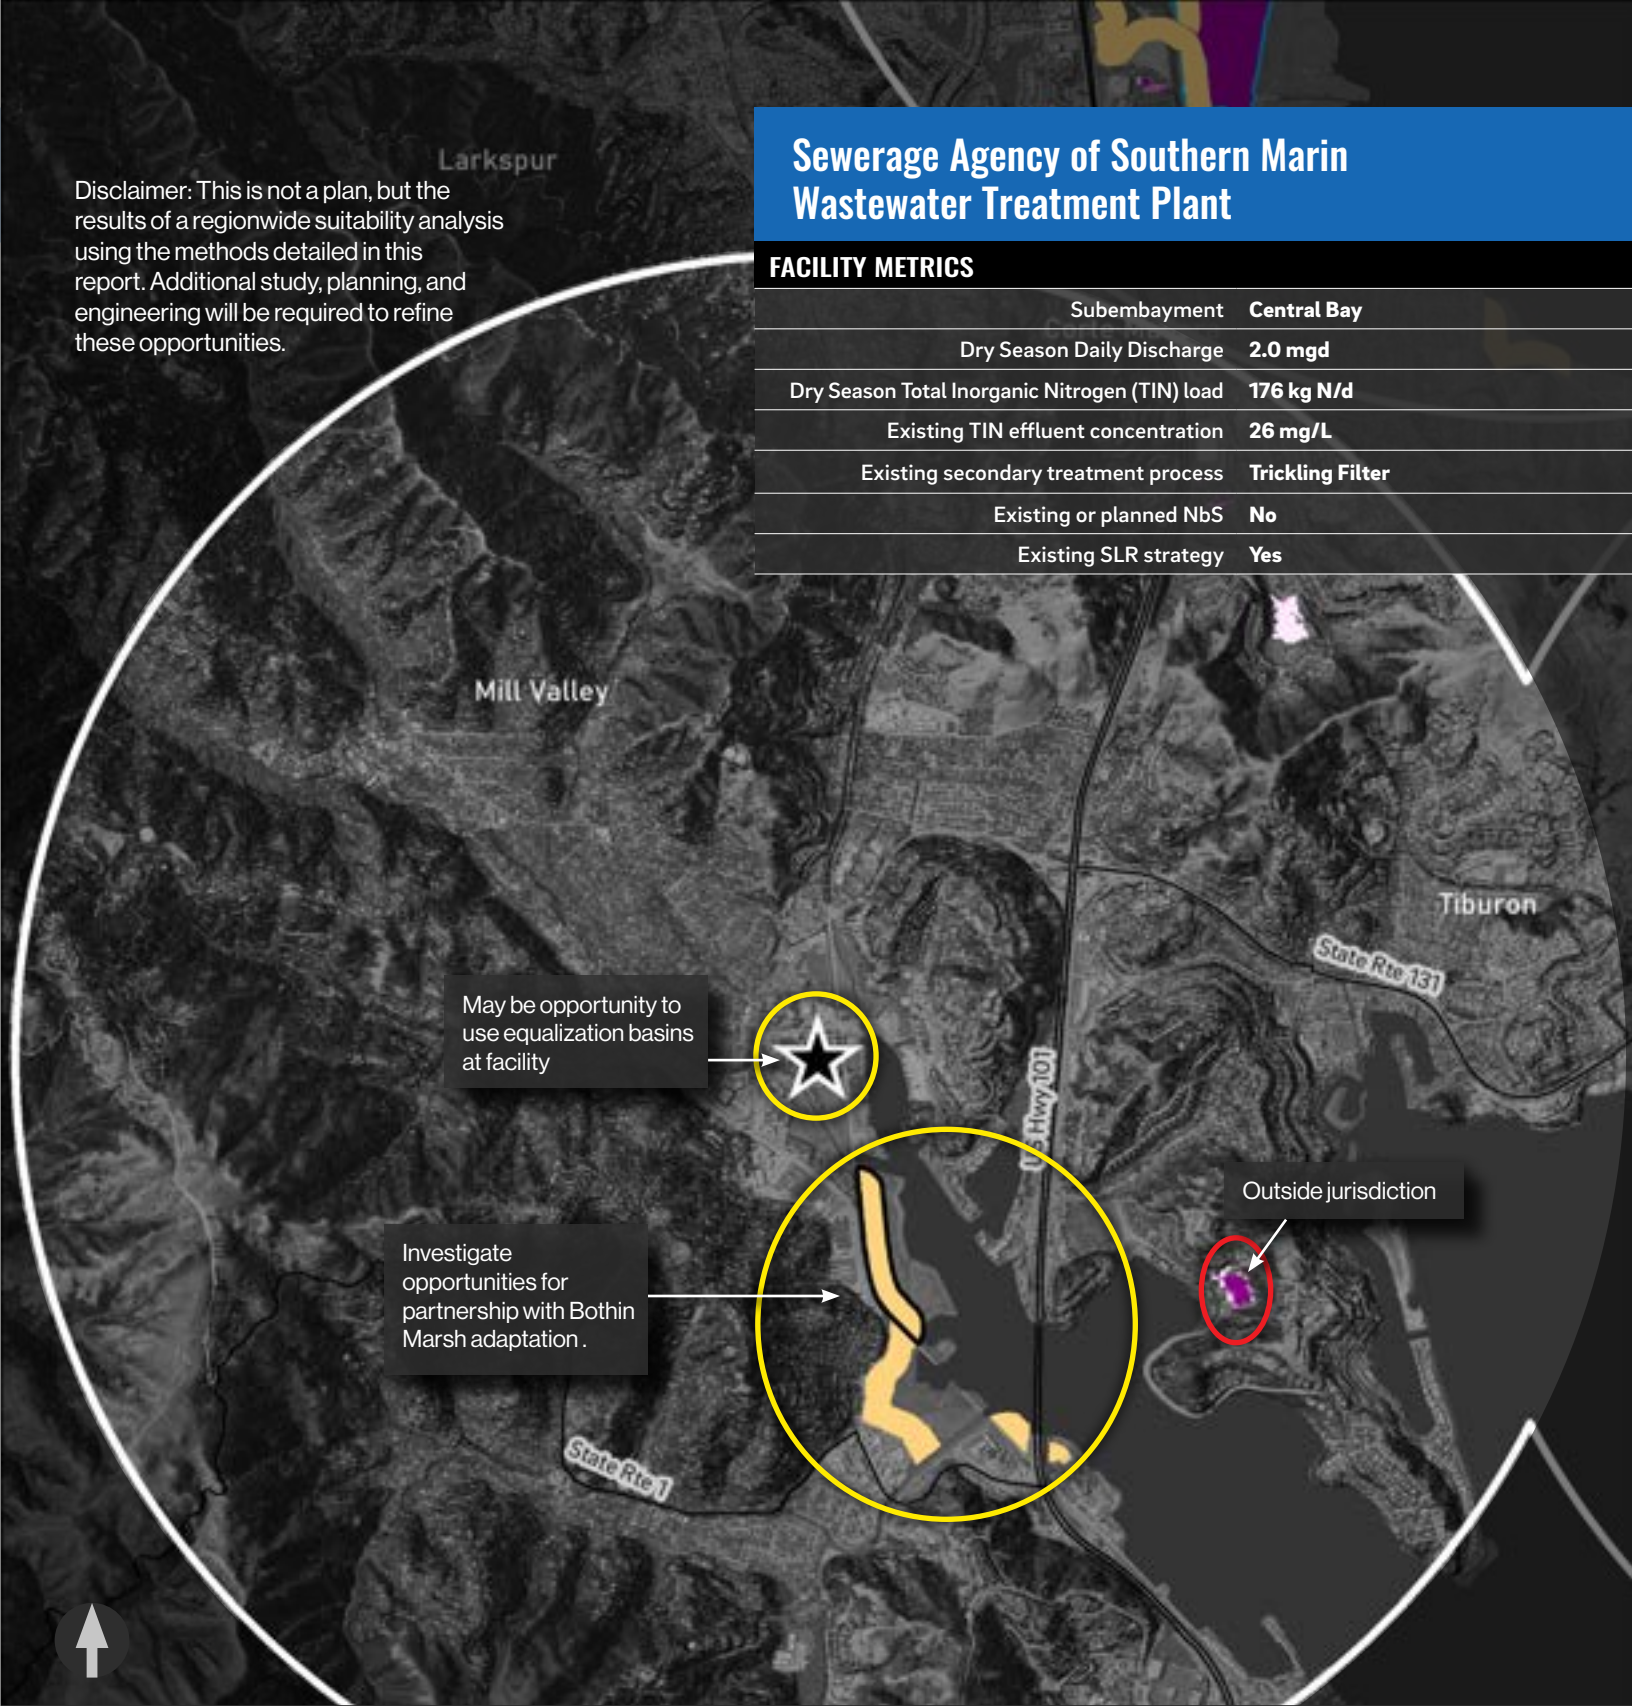 Larkspur
Disclaimer: This is not a plan, but the
results of a regionwide suitability analysis
using the methods detailed in this
report. Additional study, planning, and
engineering will be required to refine
these opportunities.
Sewerage Agency of Southern Marin
Wastewater Treatment Plant
FACILITY METRICS
Subembayment Central Bay
Dry Season Daily Discharge 2.0 mgd
Dry Season Total Inorganic Nitrogen (TIN) load 176 kg N/d
Existing TIN effluent concentration 26 mg/L
Existing secondary treatment process Trickling Filter
Existing or planned NbS No
Existing SLR strategy Yes
Mill Valley
Tiburon
State Rte 131
May be opportunity to
use equalization basins
at facility
US Hwy 101
Outside jurisdiction
Investigate
opportunities for
partnership with Bothin
Marsh adaptation .
State Rte 1